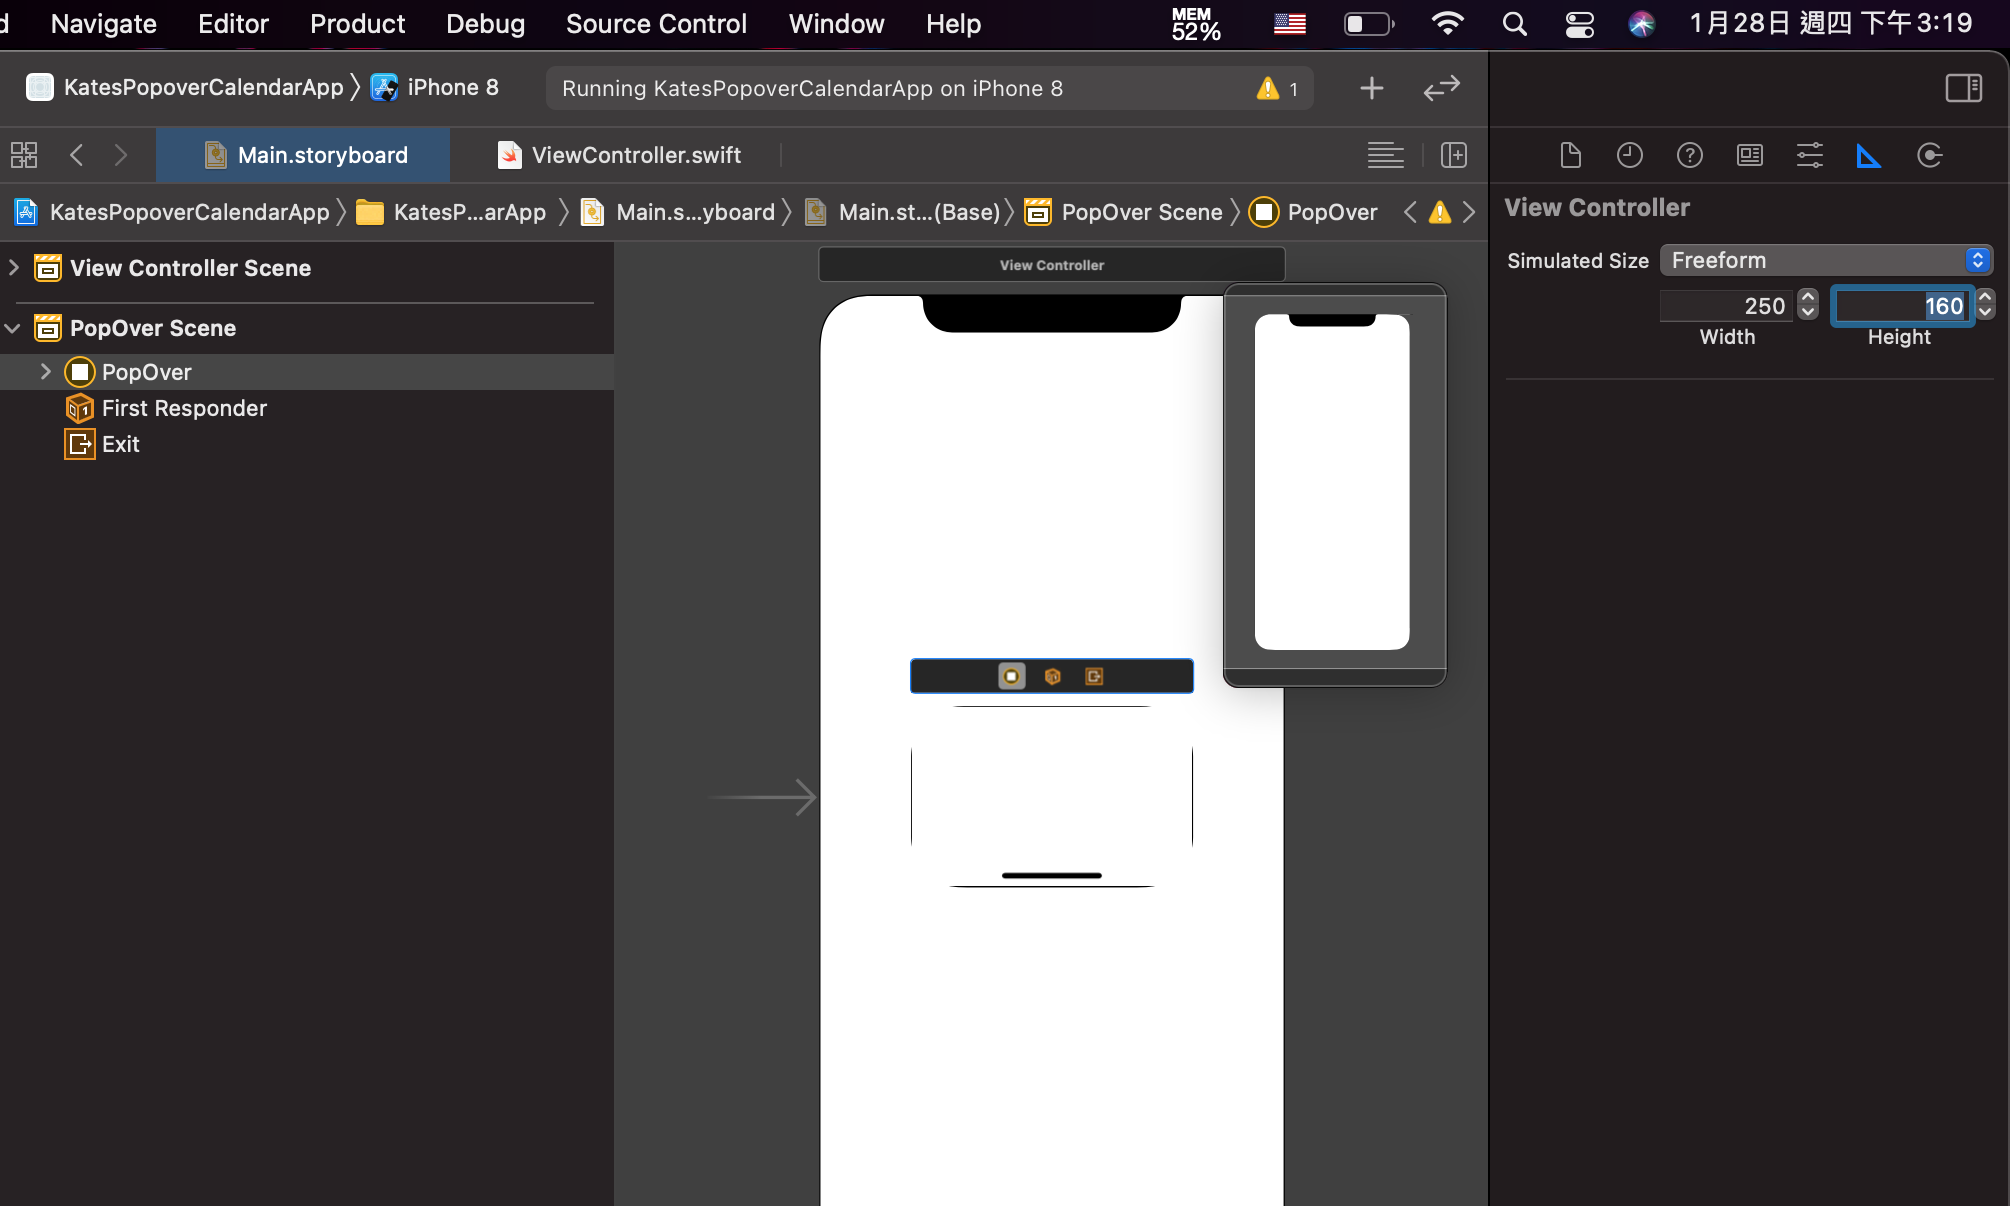 Navigate Editor Product Debug Source Control Window Help MEM 52% 1月28日 週四 下午3:19
KatesPopoverCalendarApp iPhone 8 Running KatesPopoverCalendarApp on iPhone 8 1
Main.storyboard ViewController.swift
KatesPopoverCalendarApp KatesP...arApp Main.s...yboard Main.st...(Base) PopOver Scene PopOver
View Controller
Simulated Size Freeform
250 160
Width Height
View Controller Scene
PopOver Scene
PopOver
First Responder
Exit
View Controller